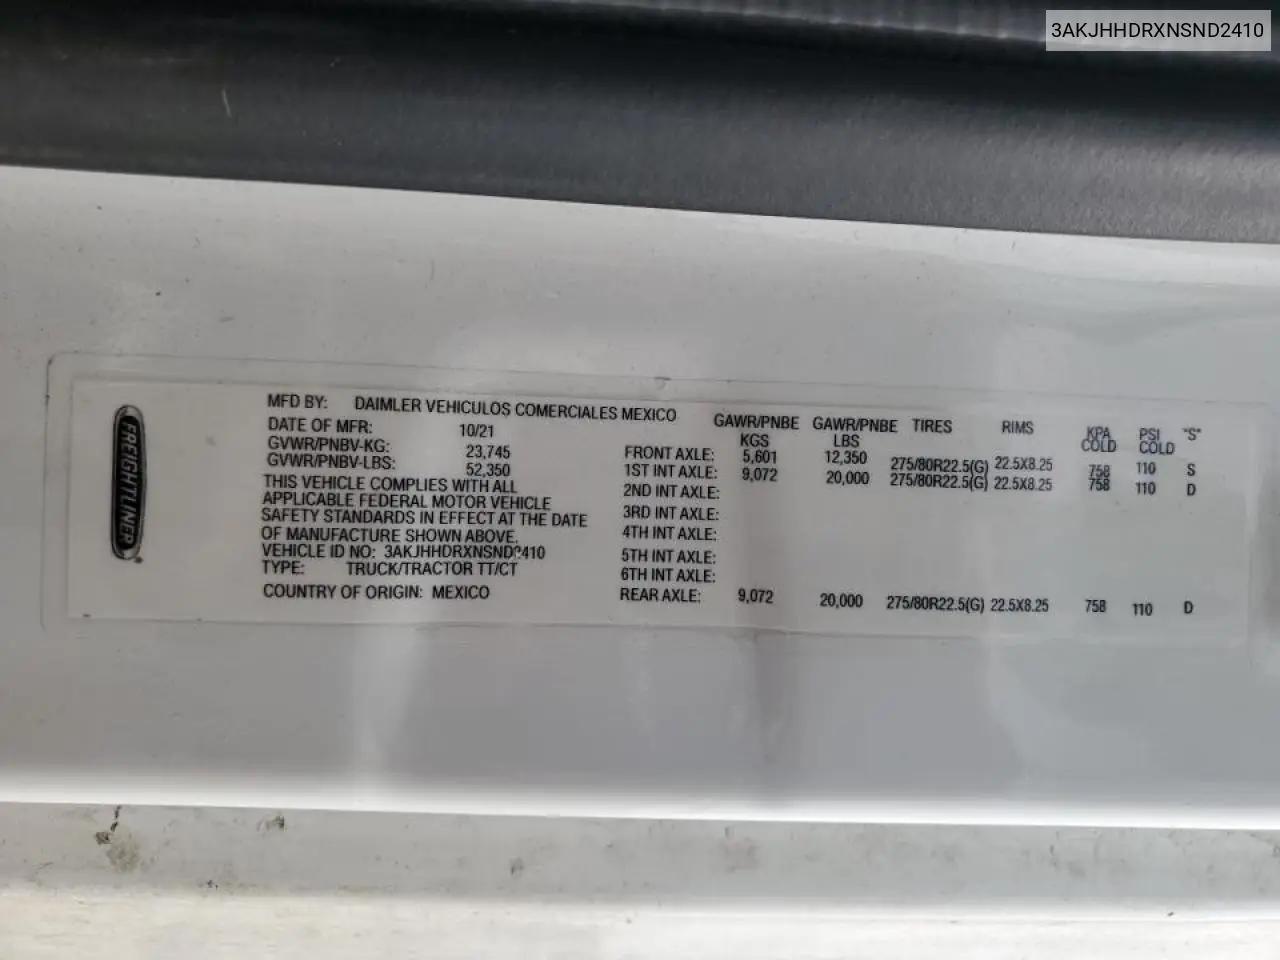 3AKJHHDRXNSND2410
FREIGHTLINER
MFD BY: DAIMLER VEHICULOS COMERCIALES MEXICO
DATE OF MFR: 10/21
GVWR/PNBV-KG: 23,745
GVWR/PNBV-LBS: 52,350
THIS VEHICLE COMPLIES WITH ALL
APPLICABLE FEDERAL MOTOR VEHICLE
SAFETY STANDARDS IN EFFECT AT THE DATE
OF MANUFACTURE SHOWN ABOVE.
VEHICLE ID NO: 3AKJHHDRXNSND2410
TYPE: TRUCK/TRACTOR TT/CT
COUNTRY OF ORIGIN: MEXICO
GAWR/PNBE GAWR/PNBE TIRES RIMS KPA PSI "S"
KGS LBS COLD COLD
FRONT AXLE: 5,601 12,350 275/80R22.5(G) 22.5X8.25 758 110 S
1ST INT AXLE: 9,072 20,000 275/80R22.5(G) 22.5X8.25 758 110 D
2ND INT AXLE:
3RD INT AXLE:
4TH INT AXLE:
5TH INT AXLE:
6TH INT AXLE:
REAR AXLE: 9,072 20,000 275/80R22.5(G) 22.5X8.25 758 110 D